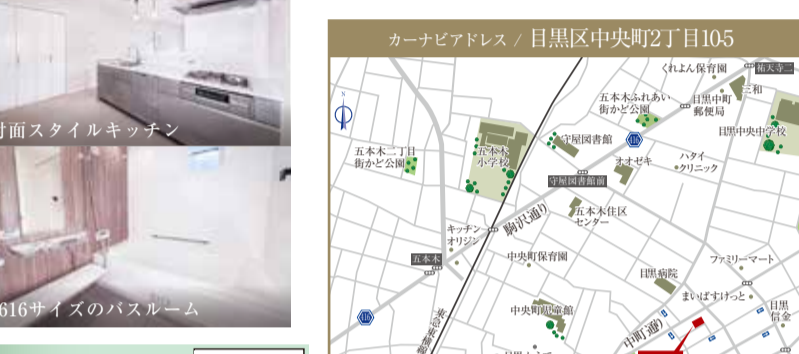 対面スタイルキッチン
616サイズのバスルーム
カーナビアドレス / 目黒区中央町2丁目10-5
くれよん保育園
祐天寺二
三和
五本木ふれあい
街かど公園
目黒中町
郵便局
目黒中央中学校
N
守屋図書館
416
五本木二丁目
街かど公園
五本木
小学校
オオゼキ
ハタイ
クリニック
守屋図書館前
駒沢通り
五本木住区
センター
キッチン
オリジン
五本木
中央町保育園
ファミリーマート
目黒病院
まいばすけっと
目黒
信金
中央町児童館
416
東急東横線
中町通り